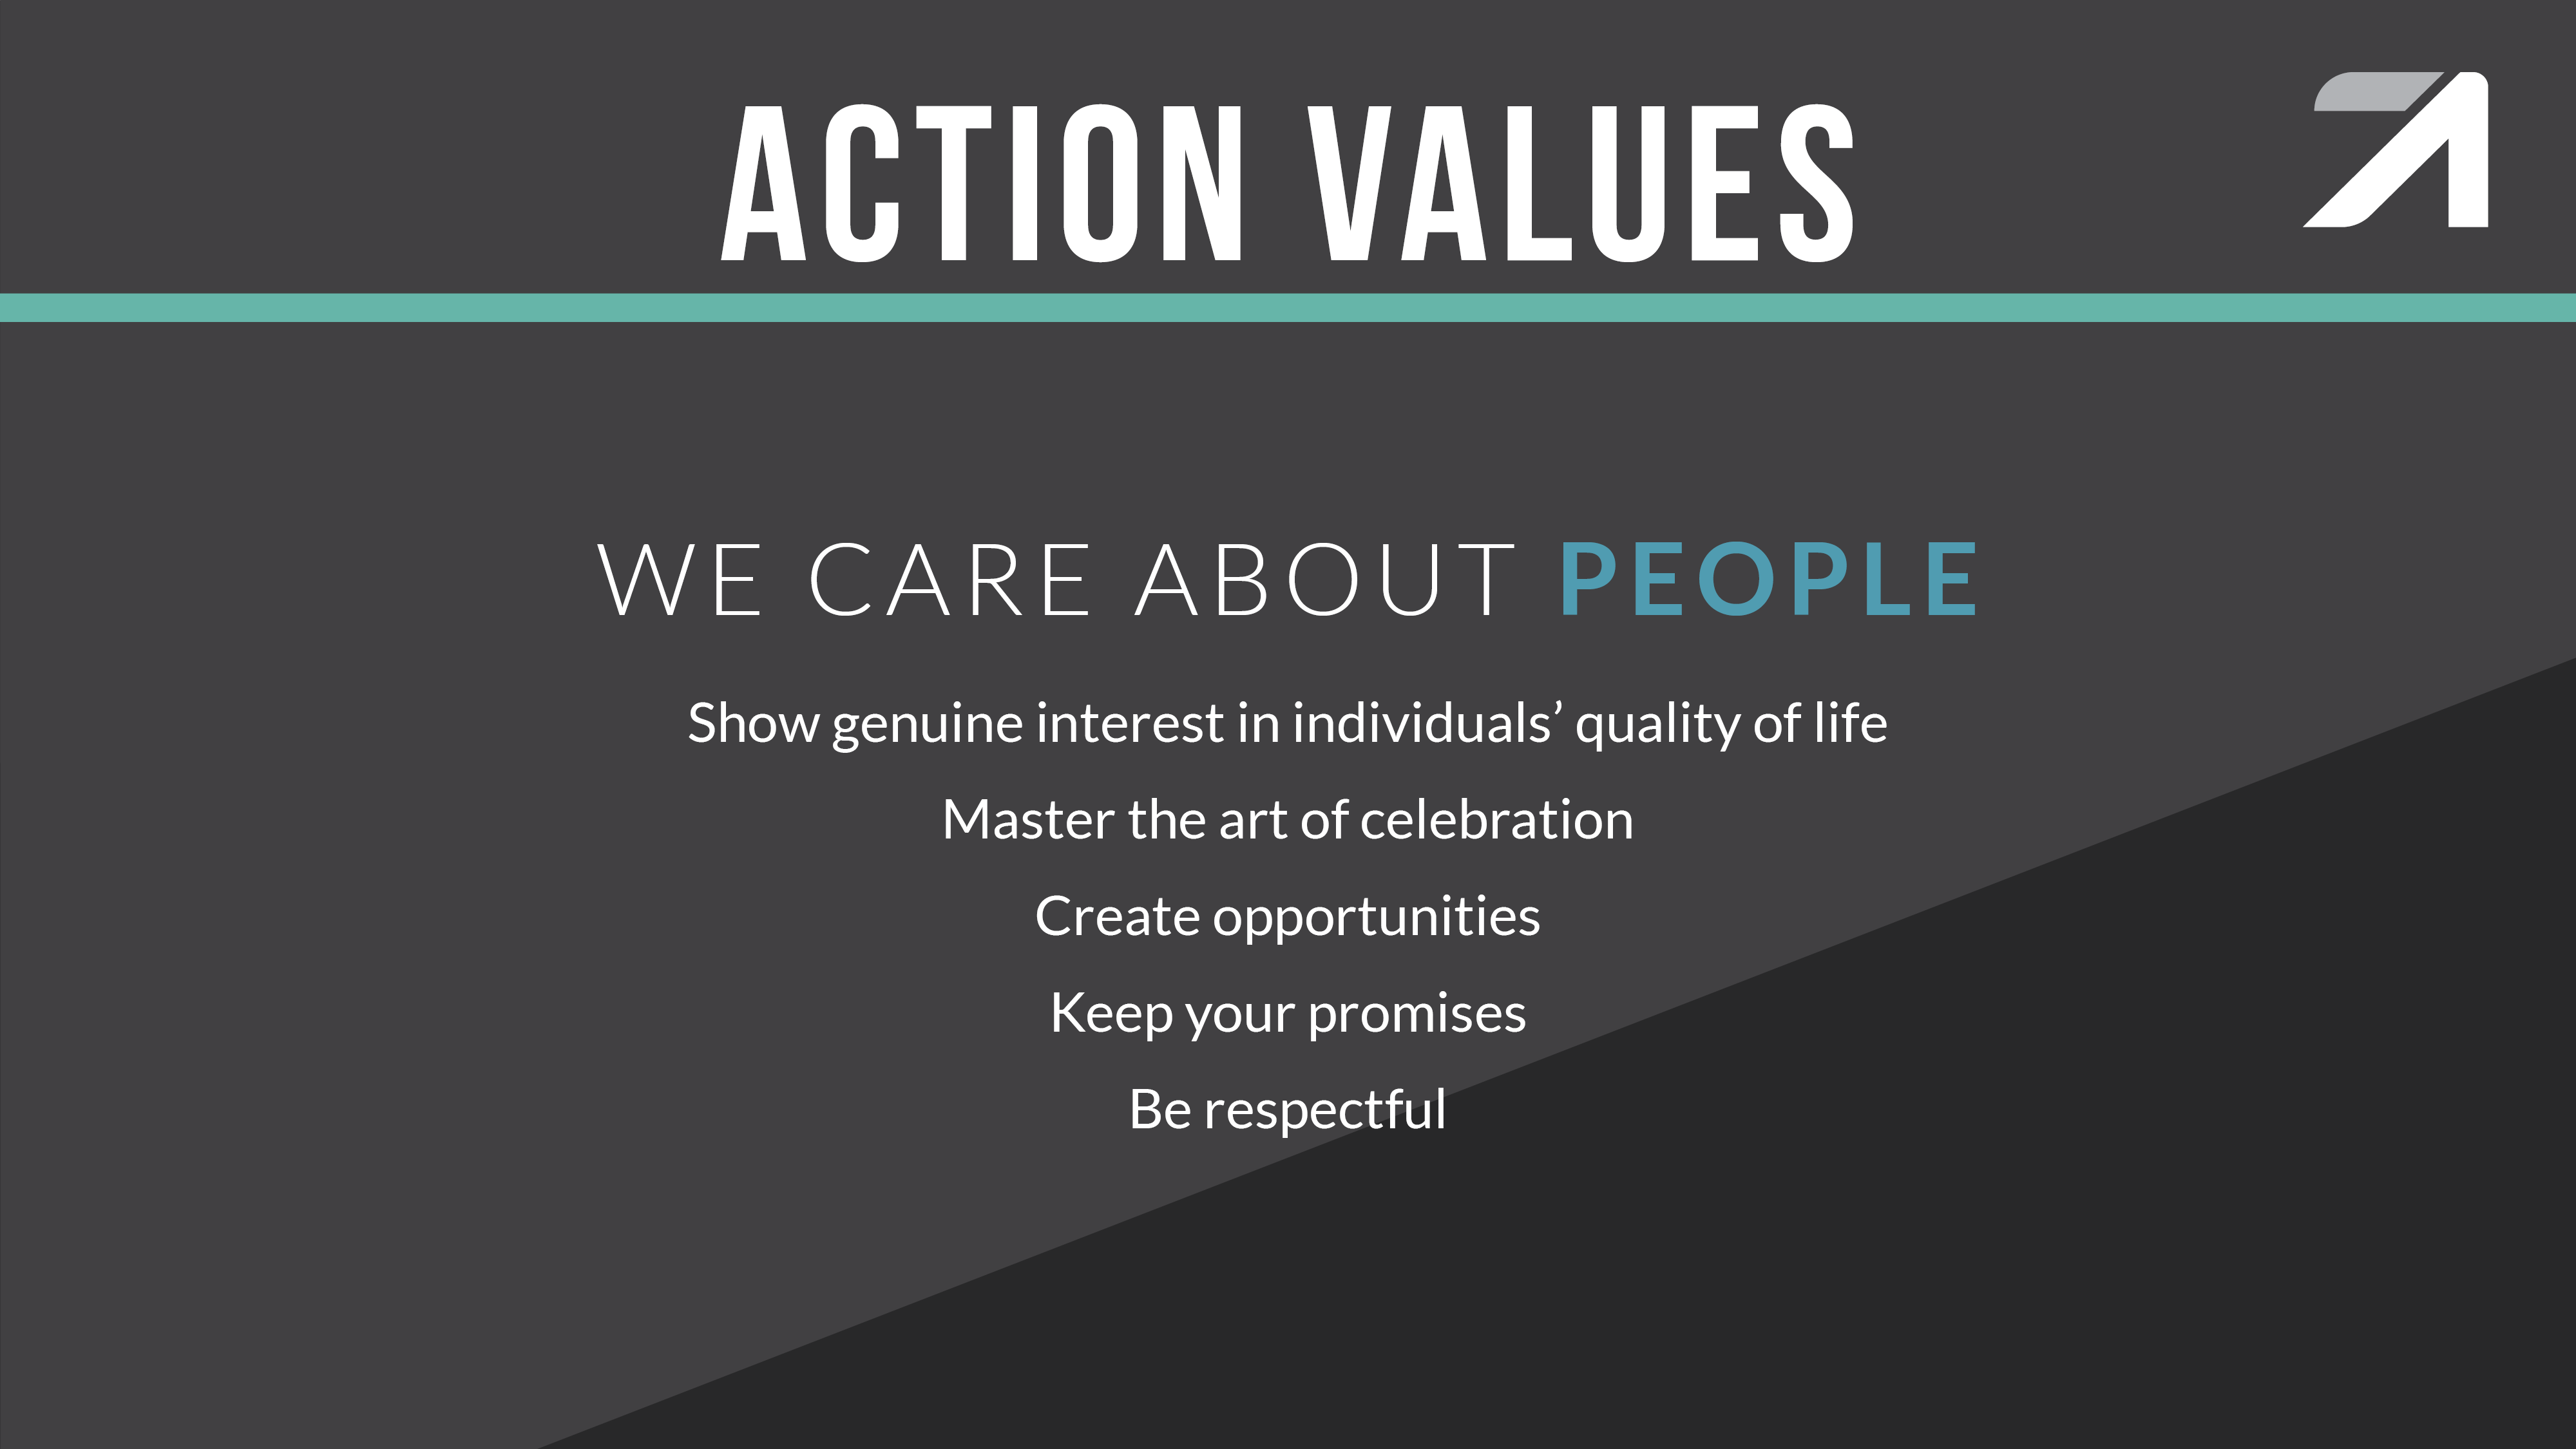 ACTION VALUES
WE CARE ABOUT PEOPLE
Show genuine interest in individuals’ quality of life
Master the art of celebration
Create opportunities
Keep your promises
Be respectful